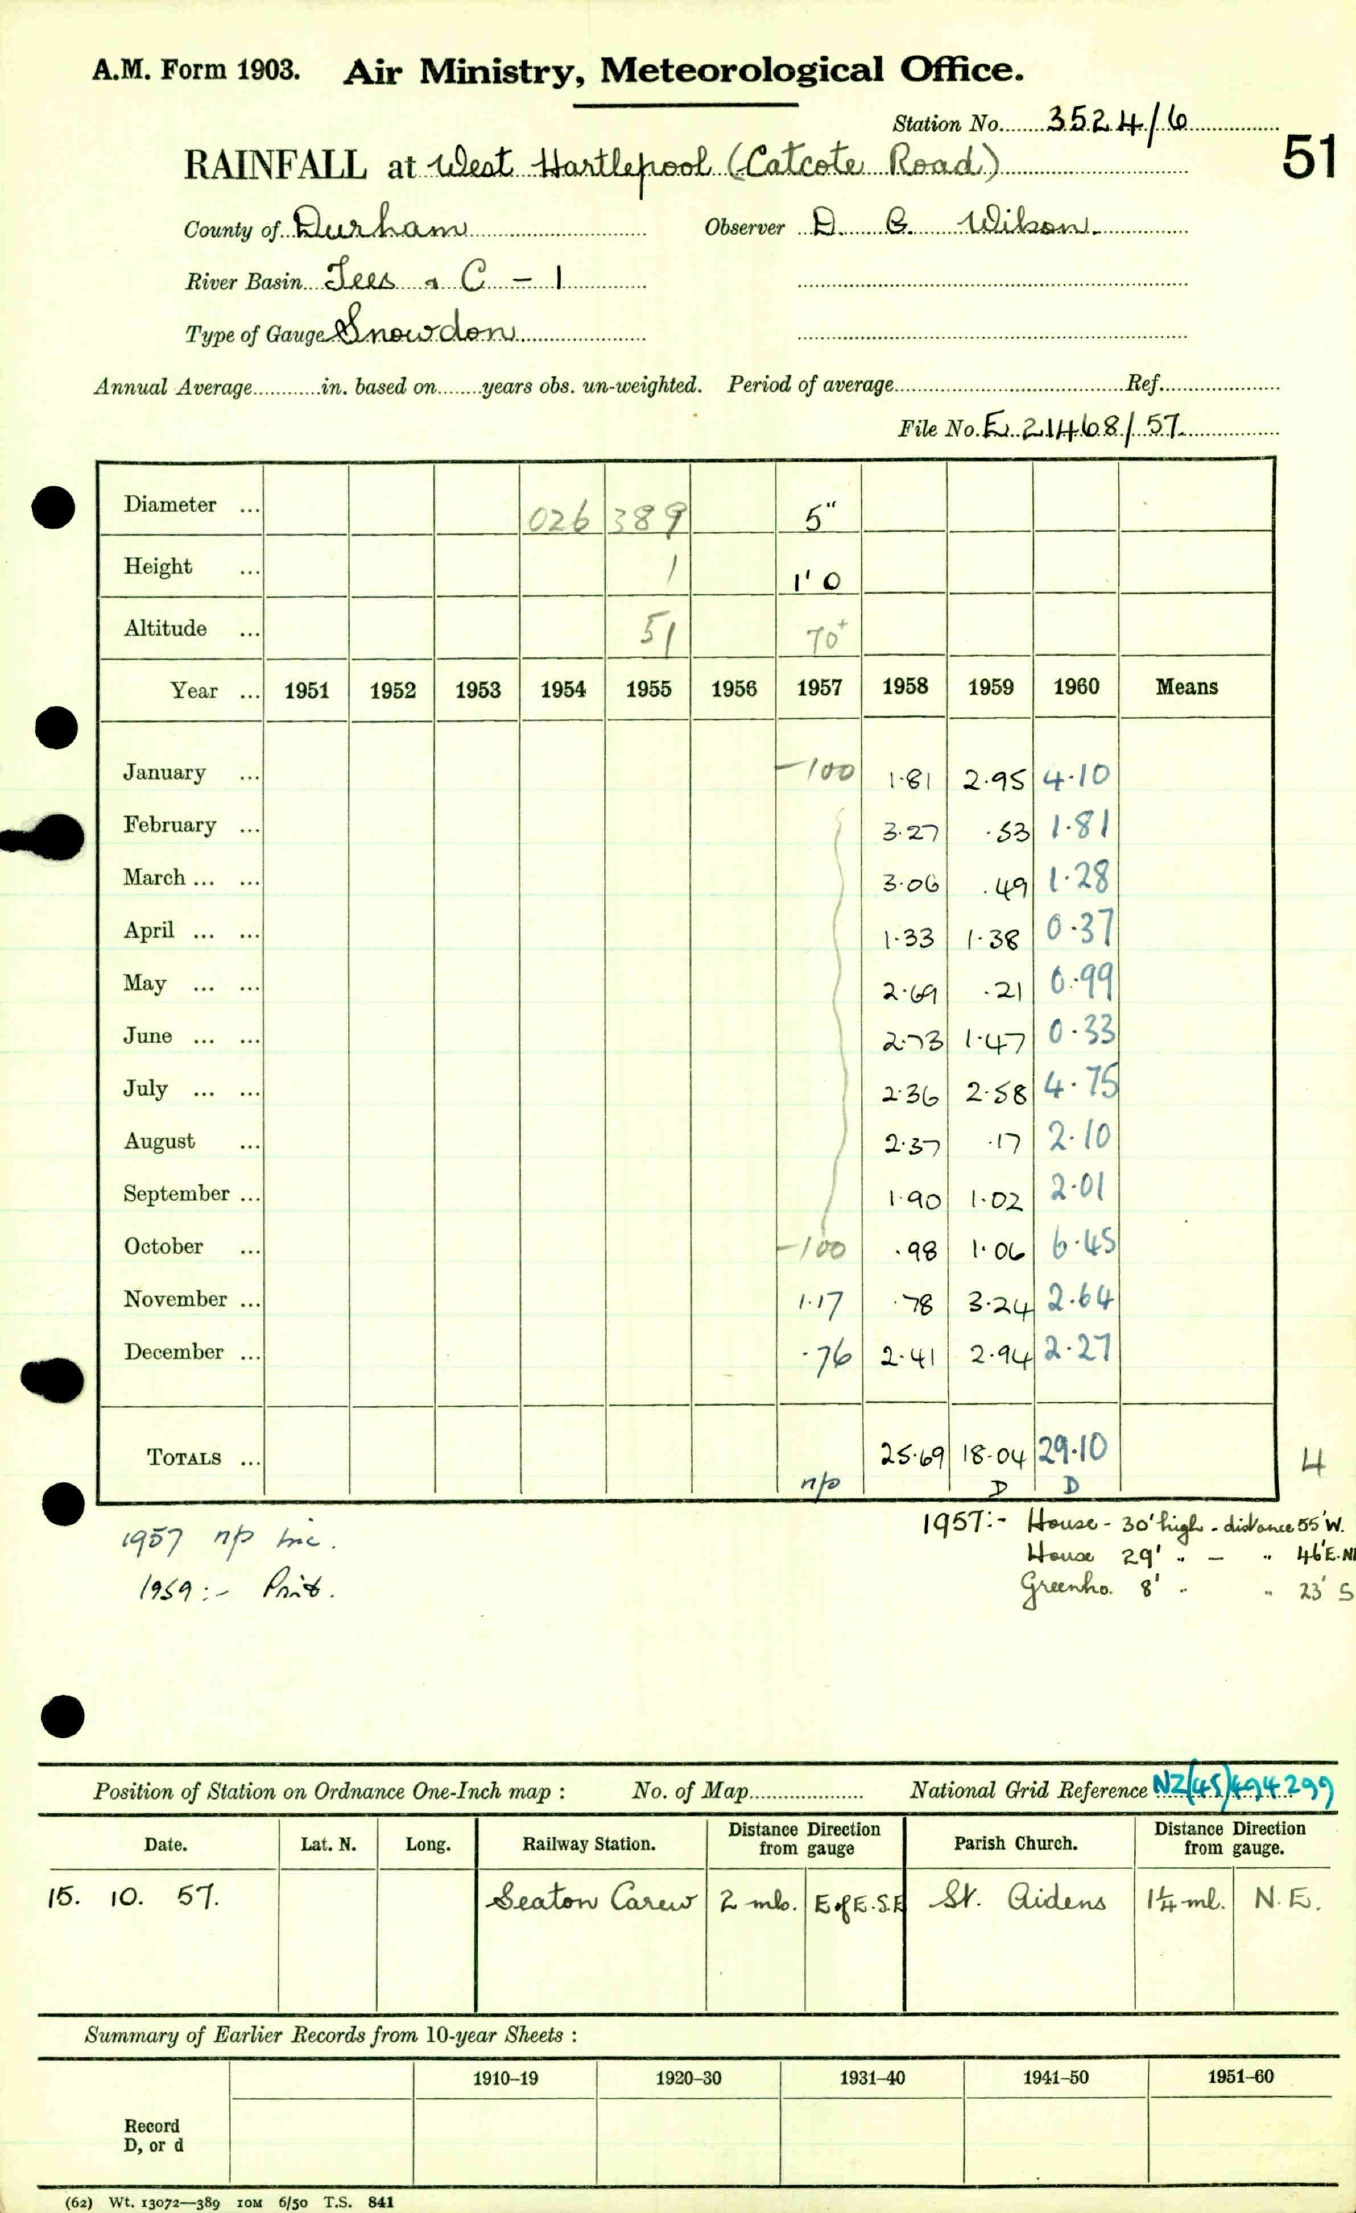 A.M. Form 1903. Air Ministry, Meteorological Office.
Station No. 3524/6
51
RAINFALL at West Hartlepool (Catcote Road)
County of Durham Observer D. G. Wilson.
River Basin Tees & C - 1
Type of Gauge Snowdon
Annual Average in. based on years obs. un-weighted. Period of average Ref.
File No. E 21468/57
Diameter ... 026 389 5"
Height ... 1 1' 0
Altitude ... 51 70+
Year ... 1951 1952 1953 1954 1955 1956 1957 1958 1959 1960 Means
January ... -100 1.81 2.95 4.10
February ... 3.27 .53 1.81
March ... ... 3.06 .49 1.28
April ... ... 1.33 1.38 0.37
May ... ... 2.69 .21 0.99
June ... ... 2.73 1.47 0.33
July ... ... 2.36 2.58 4.75
August ... 2.37 .17 2.10
September ... 1.90 1.02 2.01
October ... -100 .98 1.06 6.45
November ... 1.17 .78 3.24 2.64
December ... .76 2.41 2.94 2.27
TOTALS ... 25.69 18.04 29.10 4
n/p D D
1957 n/p Inc. 1957:- House - 30' high - distance 55' W.
House 29' " - " 46' E.N
1959:- Print. Greenho. 8' " " 23' S
Position of Station on Ordnance One-Inch map : No. of Map National Grid Reference NZ(45)494299
Date. Lat. N. Long. Railway Station. Distance Direction from gauge Parish Church. Distance Direction from gauge.
15. 10. 57. Seaton Carew 2 mls. E of E.S.E St. Aidens 1¼ ml. N.E.
Summary of Earlier Records from 10-year Sheets :
1910–19 1920–30 1931–40 1941–50 1951–60
Record
D, or d
(62) Wt. 13072—389 10M 6/50 T.S. 841